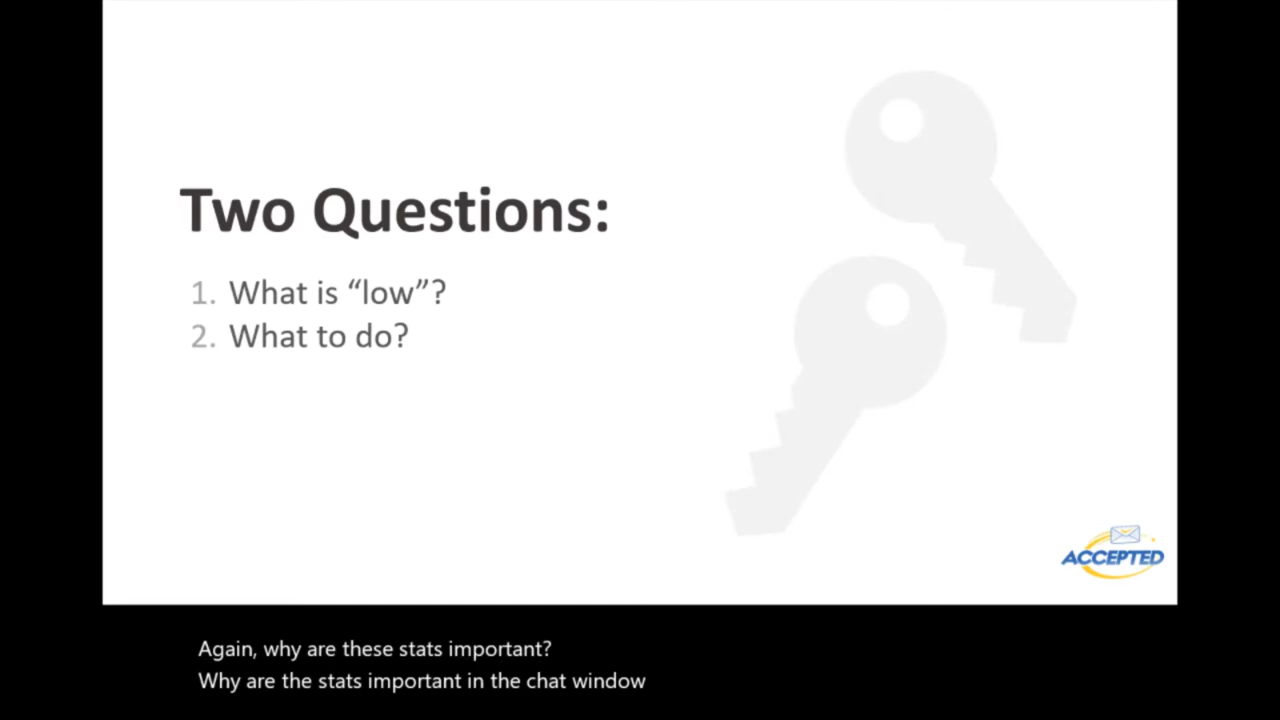 Two Questions:
1. What is “low”?
2. What to do?
ACCEPTED
Again, why are these stats important?
Why are the stats important in the chat window